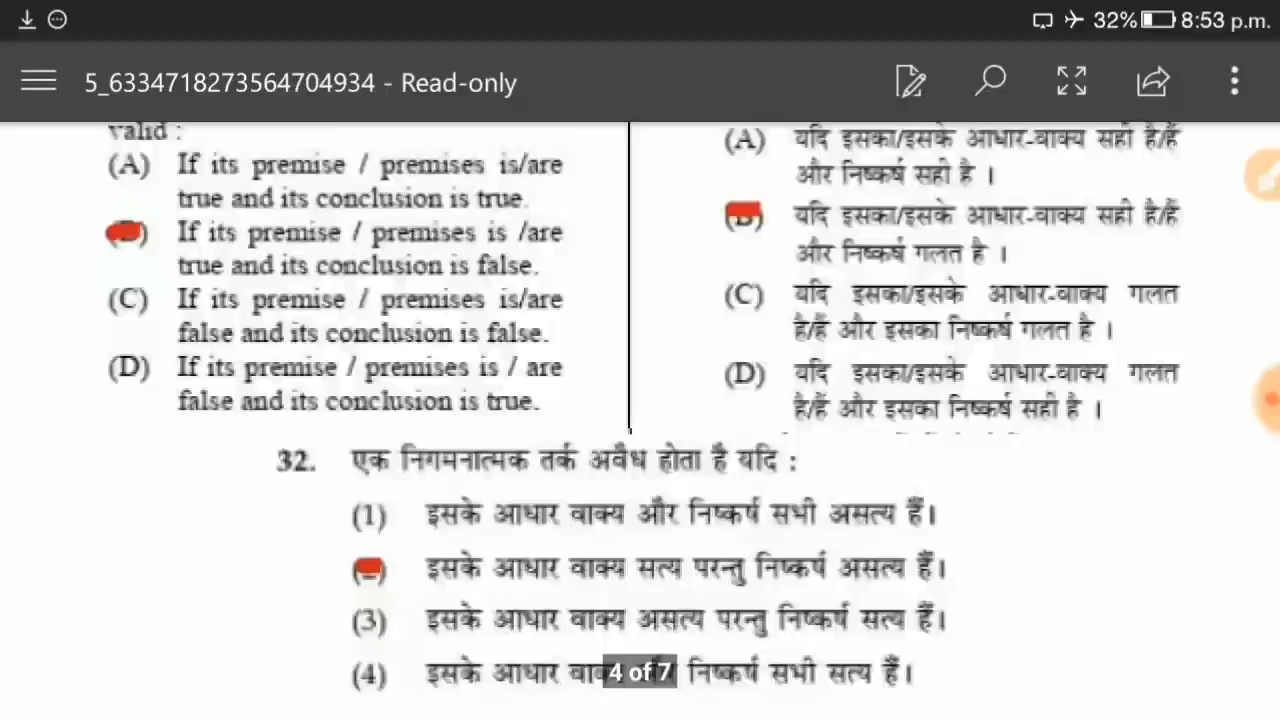 32% 8:53 p.m.
5_6334718273564704934 - Read-only
valid :
(A) If its premise / premises is/are
true and its conclusion is true.
If its premise / premises is /are
true and its conclusion is false.
(C) If its premise / premises is/are
false and its conclusion is false.
(D) If its premise / premises is / are
false and its conclusion is true.
(A) यदि इसका/इसके आधार-वाक्य सही है/हैं
और निष्कर्ष सही है ।
यदि इसका/इसके आधार-वाक्य सही है/हैं
और निष्कर्ष गलत है ।
(C) यदि इसका/इसके आधार-वाक्य गलत
है/हैं और इसका निष्कर्ष गलत है ।
(D) यदि इसका/इसके आधार-वाक्य गलत
है/हैं और इसका निष्कर्ष सही है ।
32. एक निगमनात्मक तर्क अवैध होता है यदि :
(1) इसके आधार वाक्य और निष्कर्ष सभी असत्य हैं।
इसके आधार वाक्य सत्य परन्तु निष्कर्ष असत्य हैं।
(3) इसके आधार वाक्य असत्य परन्तु निष्कर्ष सत्य हैं।
(4) इसके आधार निष्कर्ष सभी सत्य हैं।
4 of 7